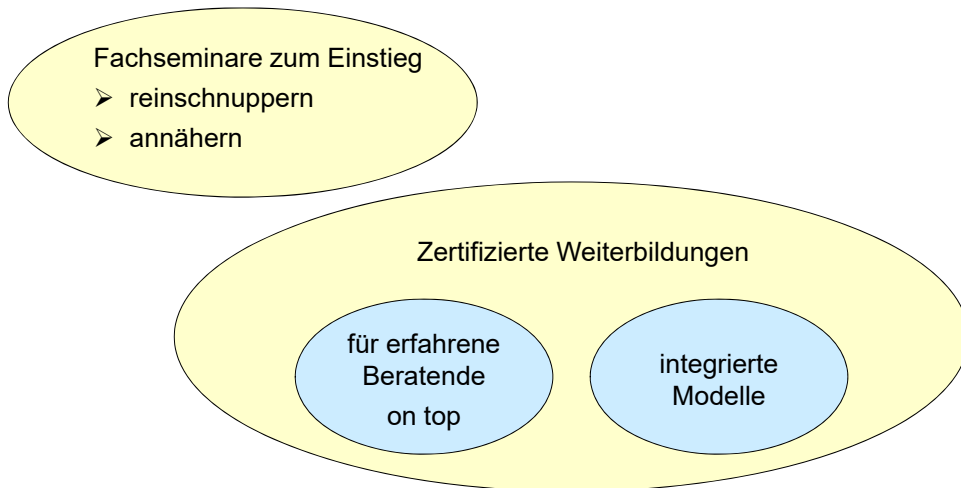 Fachseminare zum Einstieg
➢ reinschnuppern
➢ annähern
Zertifizierte Weiterbildungen
für erfahrene
Beratende
on top
integrierte
Modelle